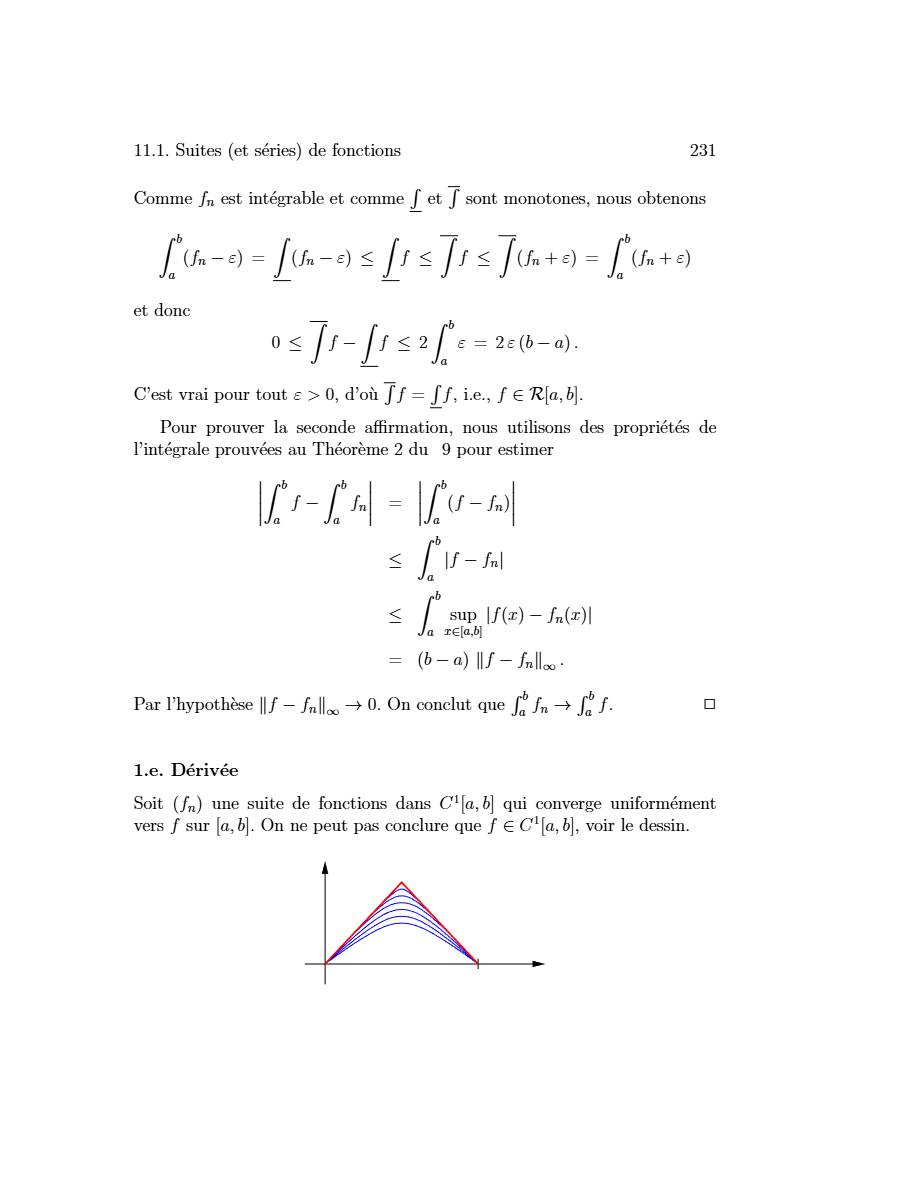 11.1. Suites (et séries) de fonctions 231
Comme fₙ est intégrable et comme ∫̲ et ∫̅ sont monotones, nous obtenons
∫ₐᵇ (fₙ − ε) = ∫̲ (fₙ − ε) ≤ ∫̲ f ≤ ∫̅ f ≤ ∫̅ (fₙ + ε) = ∫ₐᵇ (fₙ + ε)
et donc
0 ≤ ∫̅ f − ∫̲ f ≤ 2 ∫ₐᵇ ε = 2 ε (b − a) .
C'est vrai pour tout ε > 0, d'où ∫̅ f = ∫̲ f, i.e., f ∈ R[a, b].
Pour prouver la seconde affirmation, nous utilisons des propriétés de
l'intégrale prouvées au Théorème 2 du 9 pour estimer
|∫ₐᵇ f − ∫ₐᵇ fₙ| = |∫ₐᵇ (f − fₙ)|
≤ ∫ₐᵇ |f − fₙ|
≤ ∫ₐᵇ sup x∈[a,b] |f(x) − fₙ(x)|
= (b − a) ‖f − fₙ‖∞ .
Par l'hypothèse ‖f − fₙ‖∞ → 0. On conclut que ∫ₐᵇ fₙ → ∫ₐᵇ f. □
1.e. Dérivée
Soit (fₙ) une suite de fonctions dans C¹[a, b] qui converge uniformément
vers f sur [a, b]. On ne peut pas conclure que f ∈ C¹[a, b], voir le dessin.